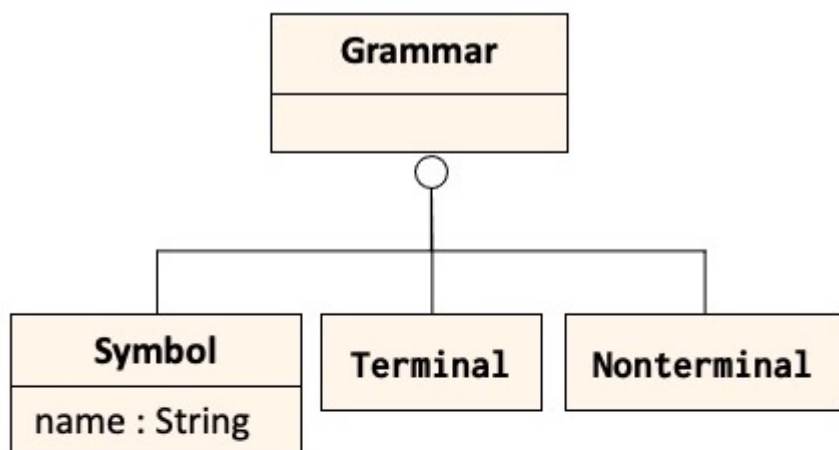 Grammar
Symbol
name : String
Terminal
Nonterminal